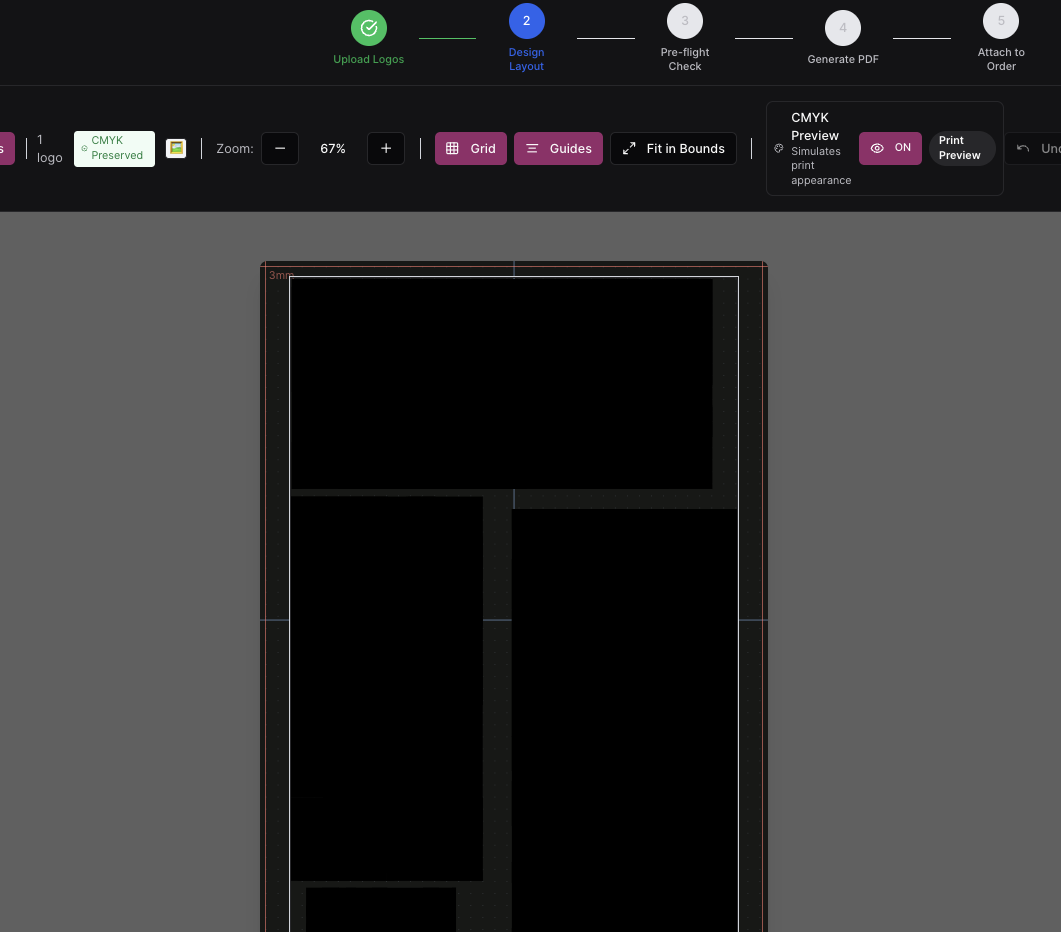 2
3
4
5
Upload Logos
Design
Layout
Pre-flight
Check
Generate PDF
Attach to
Order
s
1
logo
CMYK
Preserved
Zoom:
67%
Grid
Guides
Fit in Bounds
CMYK
Preview
Simulates
print
appearance
ON
Print
Preview
3mm